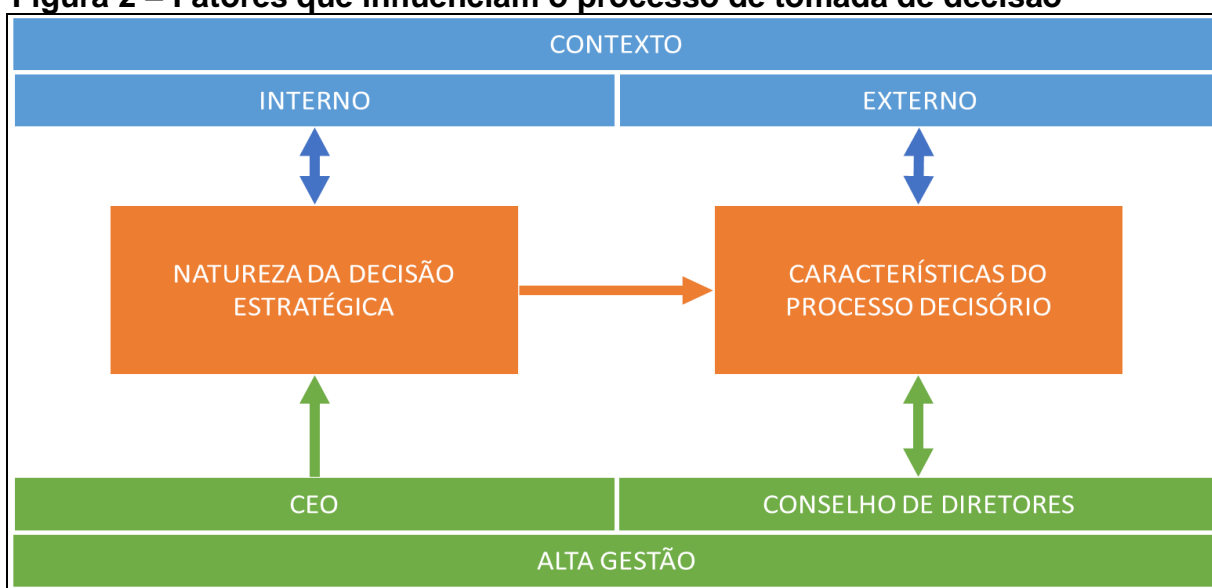 Figura 2 – Fatores que influenciam o processo de tomada de decisão
CONTEXTO
INTERNO
EXTERNO
NATUREZA DA DECISÃO
ESTRATÉGICA
CARACTERÍSTICAS DO
PROCESSO DECISÓRIO
CEO
CONSELHO DE DIRETORES
ALTA GESTÃO